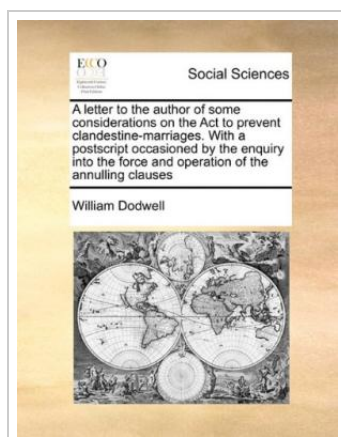 ECCO
Social Sciences
A letter to the author of some
considerations on the Act to prevent
clandestine-marriages. With a
postscript occasioned by the enquiry
into the force and operation of the
annulling clauses
William Dodwell